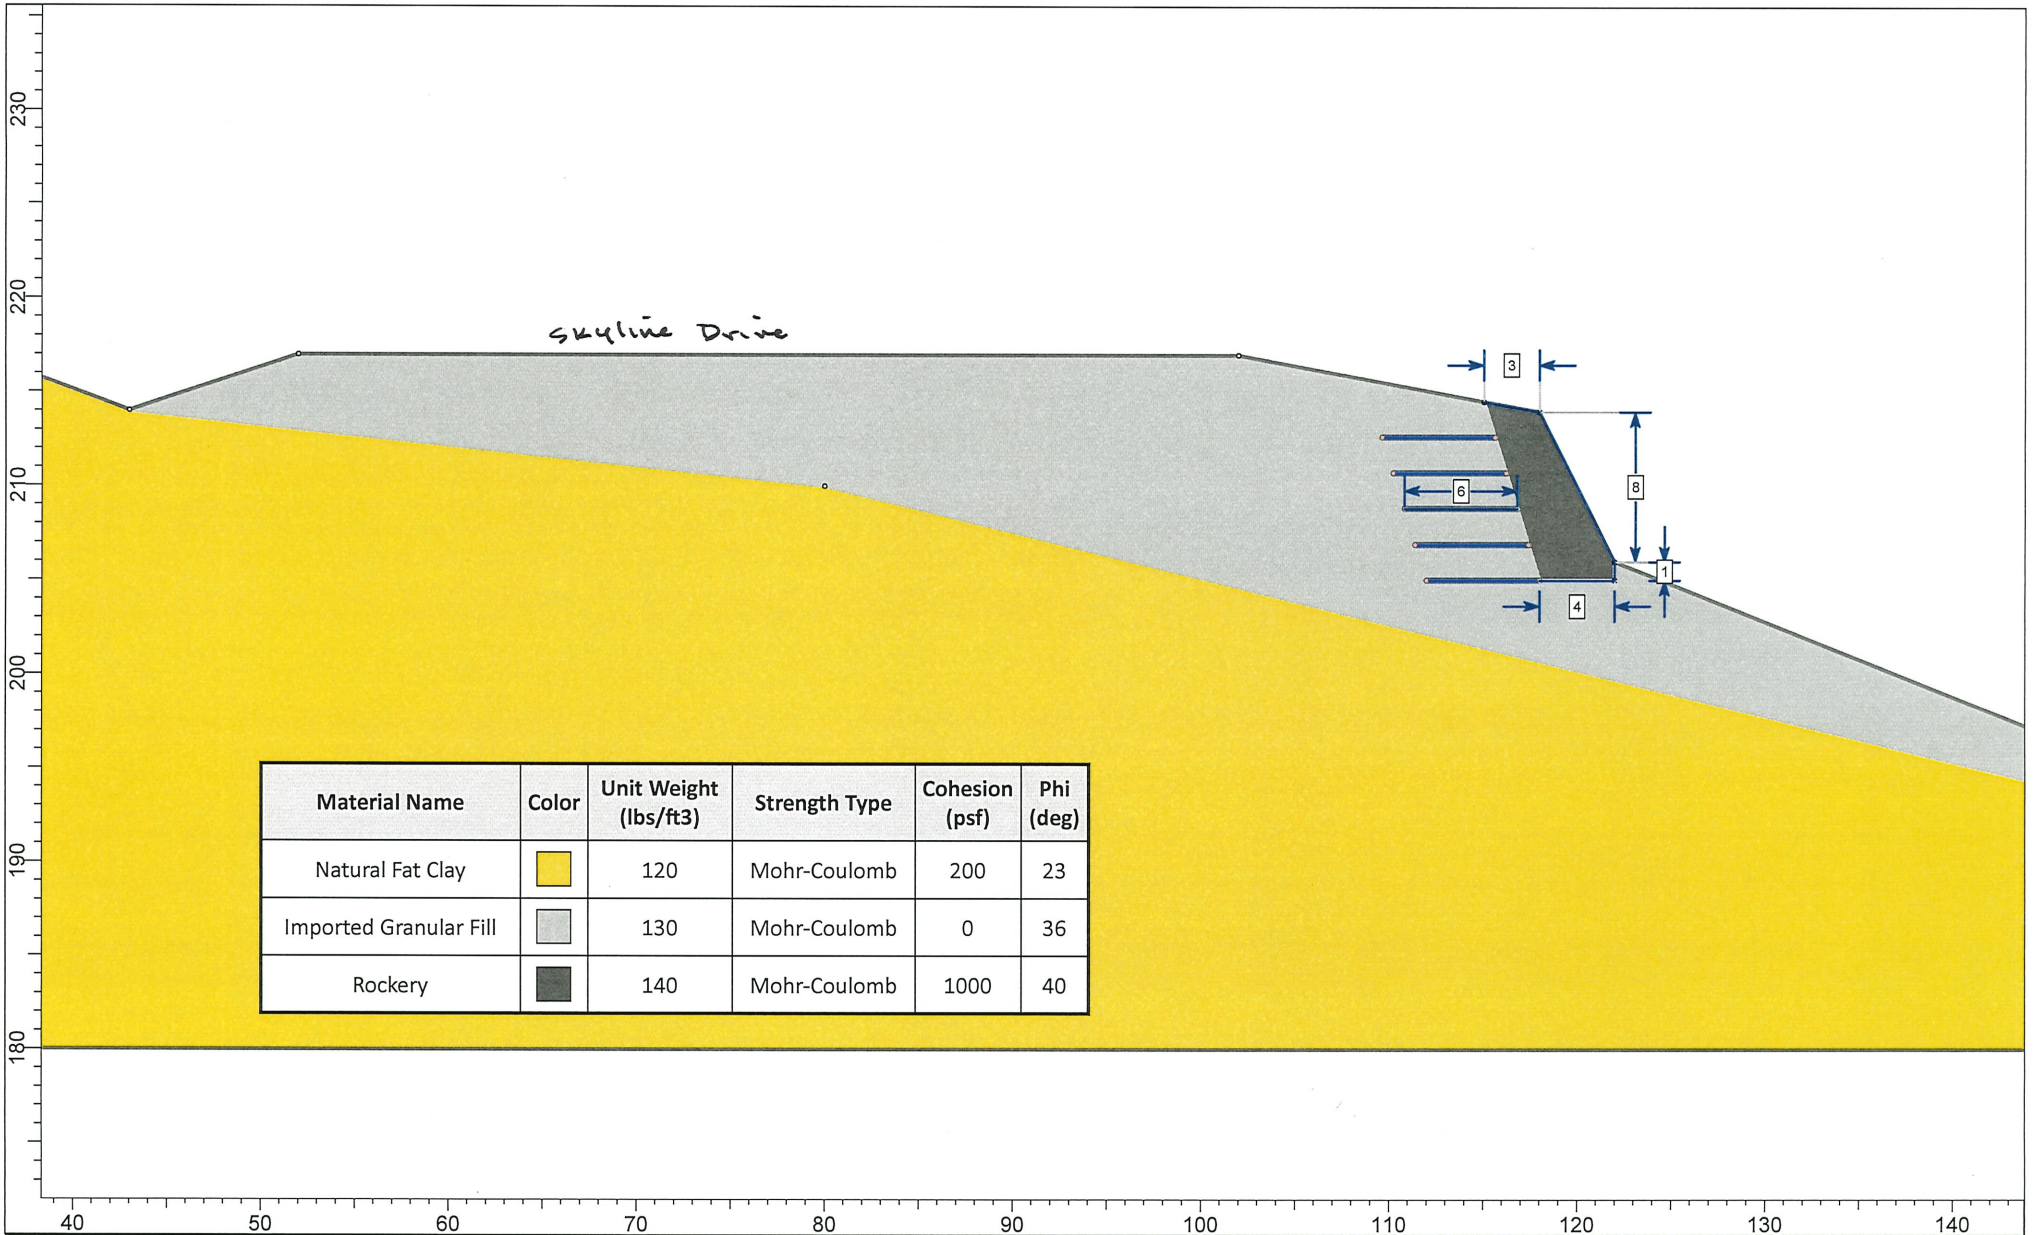 230
220
210
200
190
180
Skyline Drive
3
8
6
1
4
Material Name Color Unit Weight (lbs/ft3) Strength Type Cohesion (psf) Phi (deg)
Natural Fat Clay 120 Mohr-Coulomb 200 23
Imported Granular Fill 130 Mohr-Coulomb 0 36
Rockery 140 Mohr-Coulomb 1000 40
40 50 60 70 80 90 100 110 120 130 140